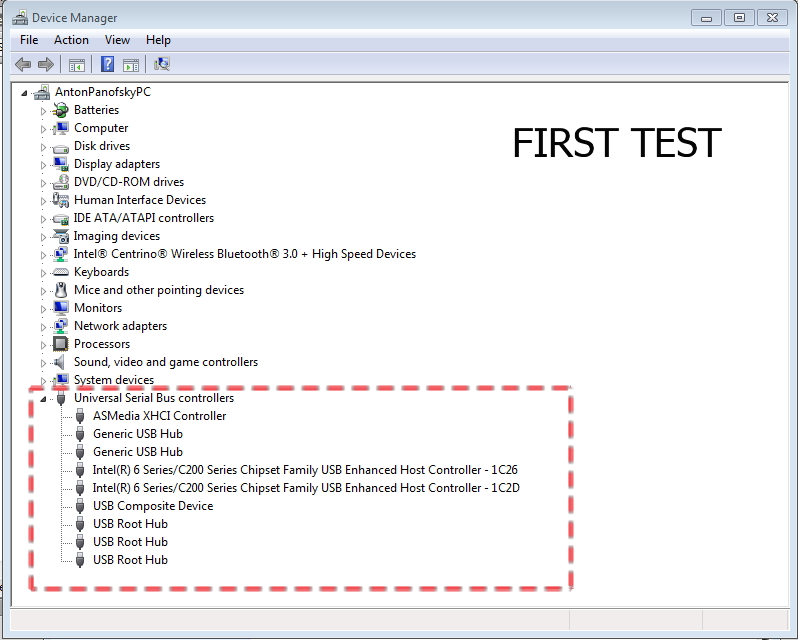 Device Manager
File Action View Help
AntonPanofskyPC
Batteries
Computer
FIRST TEST
Disk drives
Display adapters
DVD/CD-ROM drives
Human Interface Devices
IDE ATA/ATAPI controllers
Imaging devices
Intel® Centrino® Wireless Bluetooth® 3.0 + High Speed Devices
Keyboards
Mice and other pointing devices
Monitors
Network adapters
Processors
Sound, video and game controllers
System devices
Universal Serial Bus controllers
ASMedia XHCI Controller
Generic USB Hub
Generic USB Hub
Intel(R) 6 Series/C200 Series Chipset Family USB Enhanced Host Controller - 1C26
Intel(R) 6 Series/C200 Series Chipset Family USB Enhanced Host Controller - 1C2D
USB Composite Device
USB Root Hub
USB Root Hub
USB Root Hub